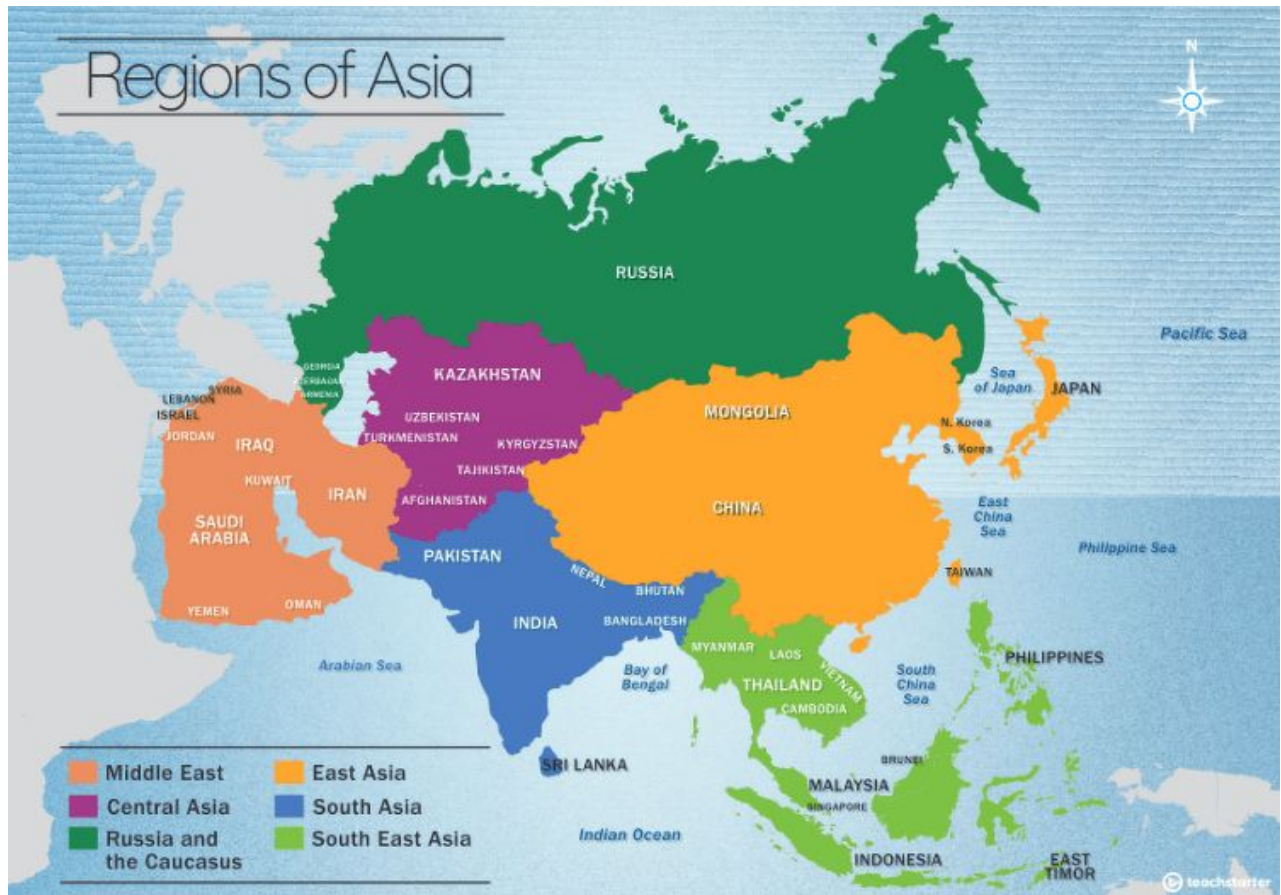 Regions of Asia
N
RUSSIA
Pacific Sea
GEORGIA
AZERBAIJAN
ARMENIA
KAZAKHSTAN
Sea
of Japan
JAPAN
SYRIA
LEBANON
ISRAEL
JORDAN
IRAQ
UZBEKISTAN
TURKMENISTAN
KYRGYZSTAN
MONGOLIA
N. Korea
S. Korea
KUWAIT
IRAN
TAJIKISTAN
AFGHANISTAN
SAUDI
ARABIA
CHINA
East
China
Sea
Philippine Sea
PAKISTAN
NEPAL
BHUTAN
TAIWAN
YEMEN
OMAN
INDIA
BANGLADESH
MYANMAR
LAOS
VIETNAM
THAILAND
CAMBODIA
Arabian Sea
Bay of
Bengal
South
China
Sea
PHILIPPINES
SRI LANKA
BRUNEI
MALAYSIA
SINGAPORE
Indian Ocean
INDONESIA
EAST
TIMOR
Middle East
East Asia
Central Asia
South Asia
Russia and
the Caucasus
South East Asia
teachstarter